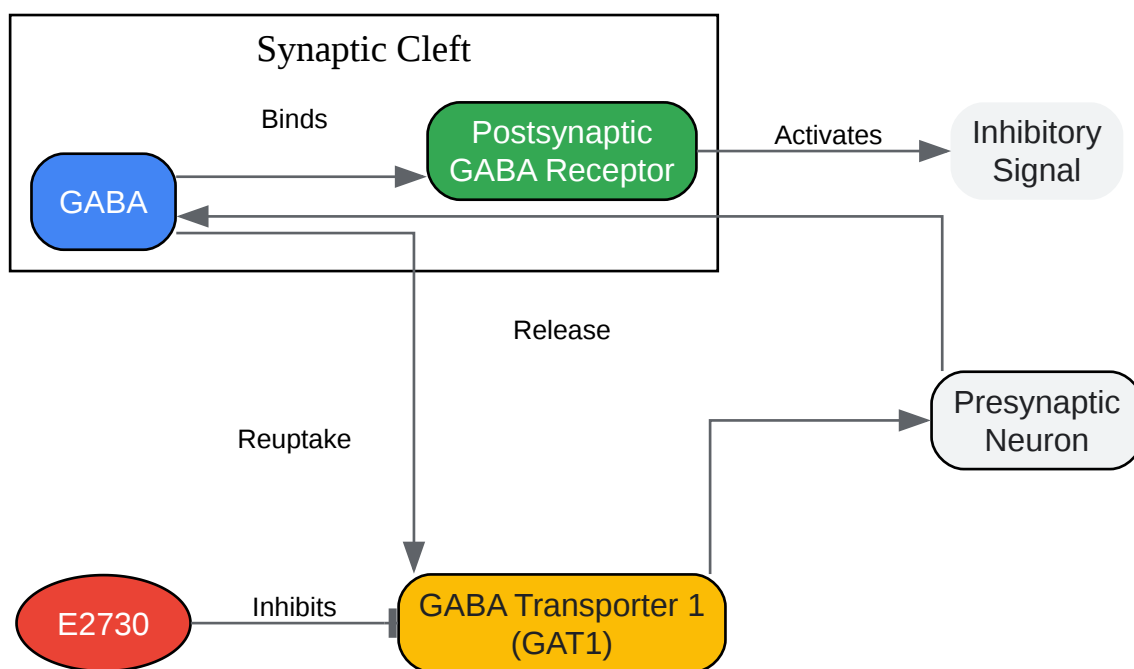 Synaptic Cleft
Binds
Postsynaptic
GABA Receptor
Activates
Inhibitory
Signal
GABA
Release
Presynaptic
Neuron
Reuptake
E2730
Inhibits
GABA Transporter 1
(GAT1)